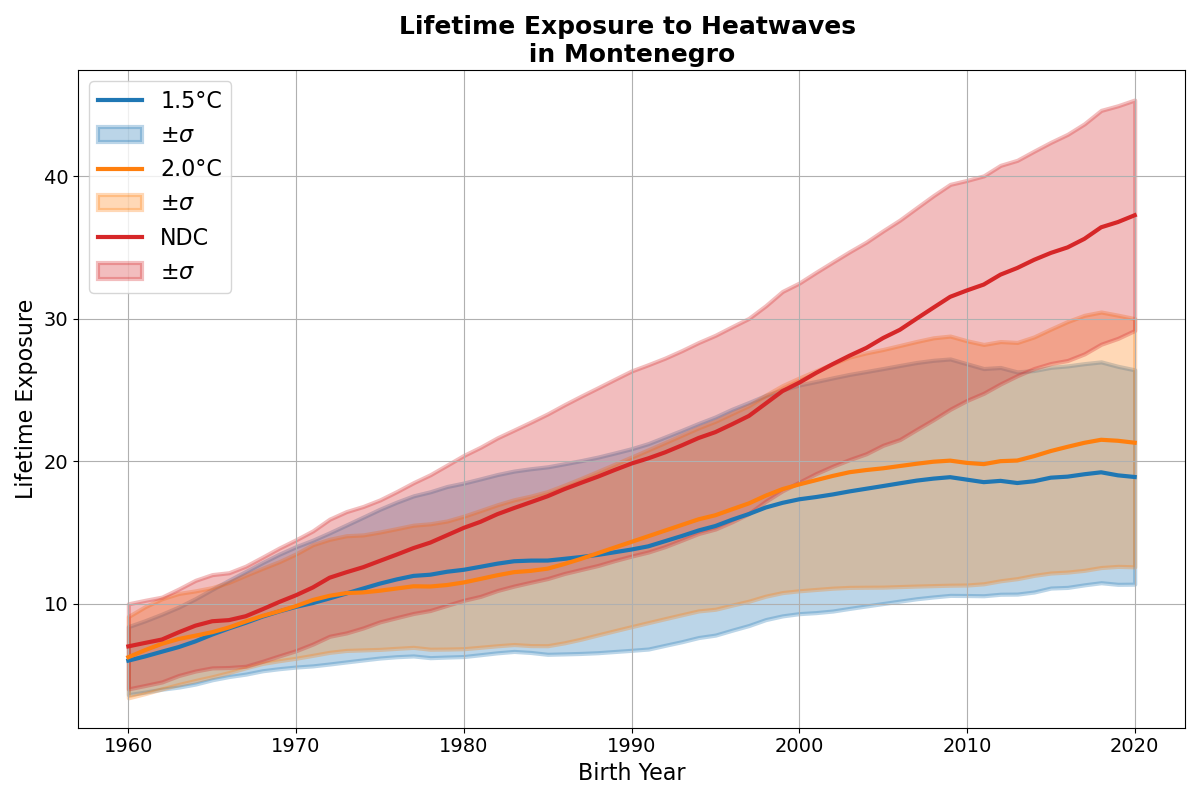 Lifetime Exposure to Heatwaves
in Montenegro
1.5°C
±σ
2.0°C
±σ
NDC
±σ
Lifetime Exposure
40
30
20
10
1960
1970
1980
1990
2000
2010
2020
Birth Year